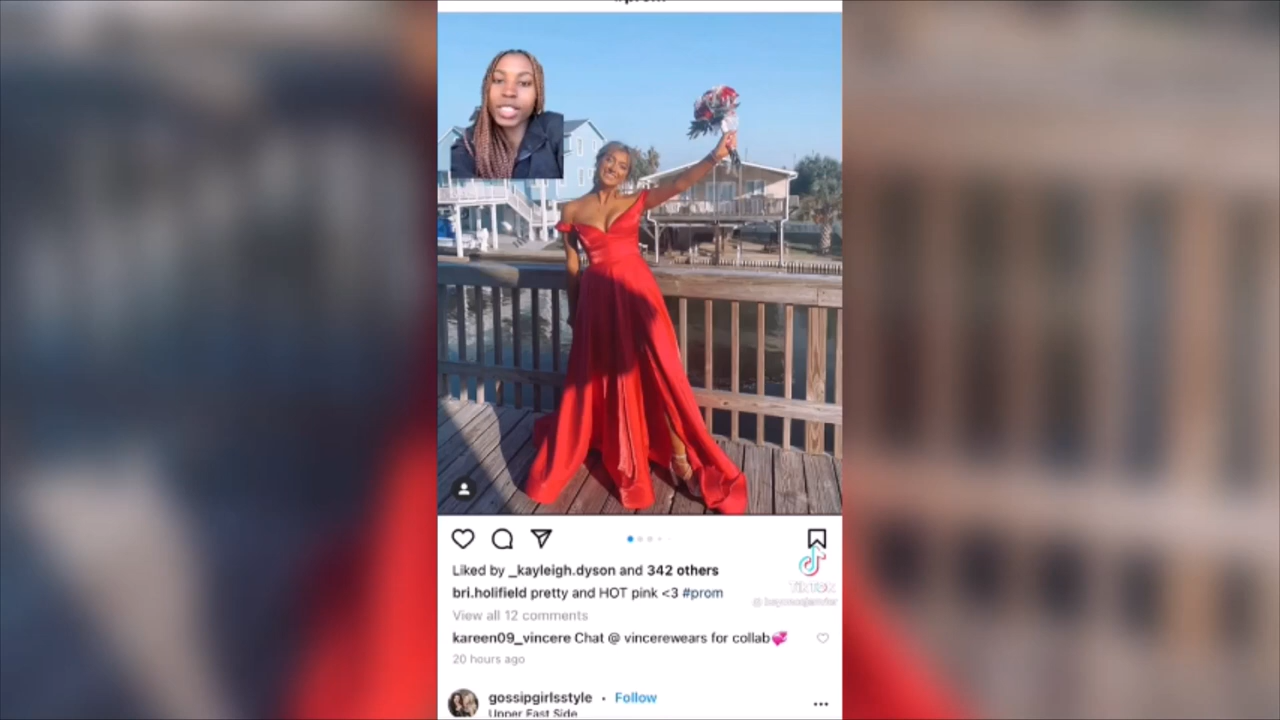 Liked by _kayleigh.dyson and 342 others
bri.holifield pretty and HOT pink <3 #prom
View all 12 comments
kareen09_vincere Chat @ vincerewears for collab💞
20 hours ago
TikTok
gossipgirlsstyle • Follow
Upper East Side